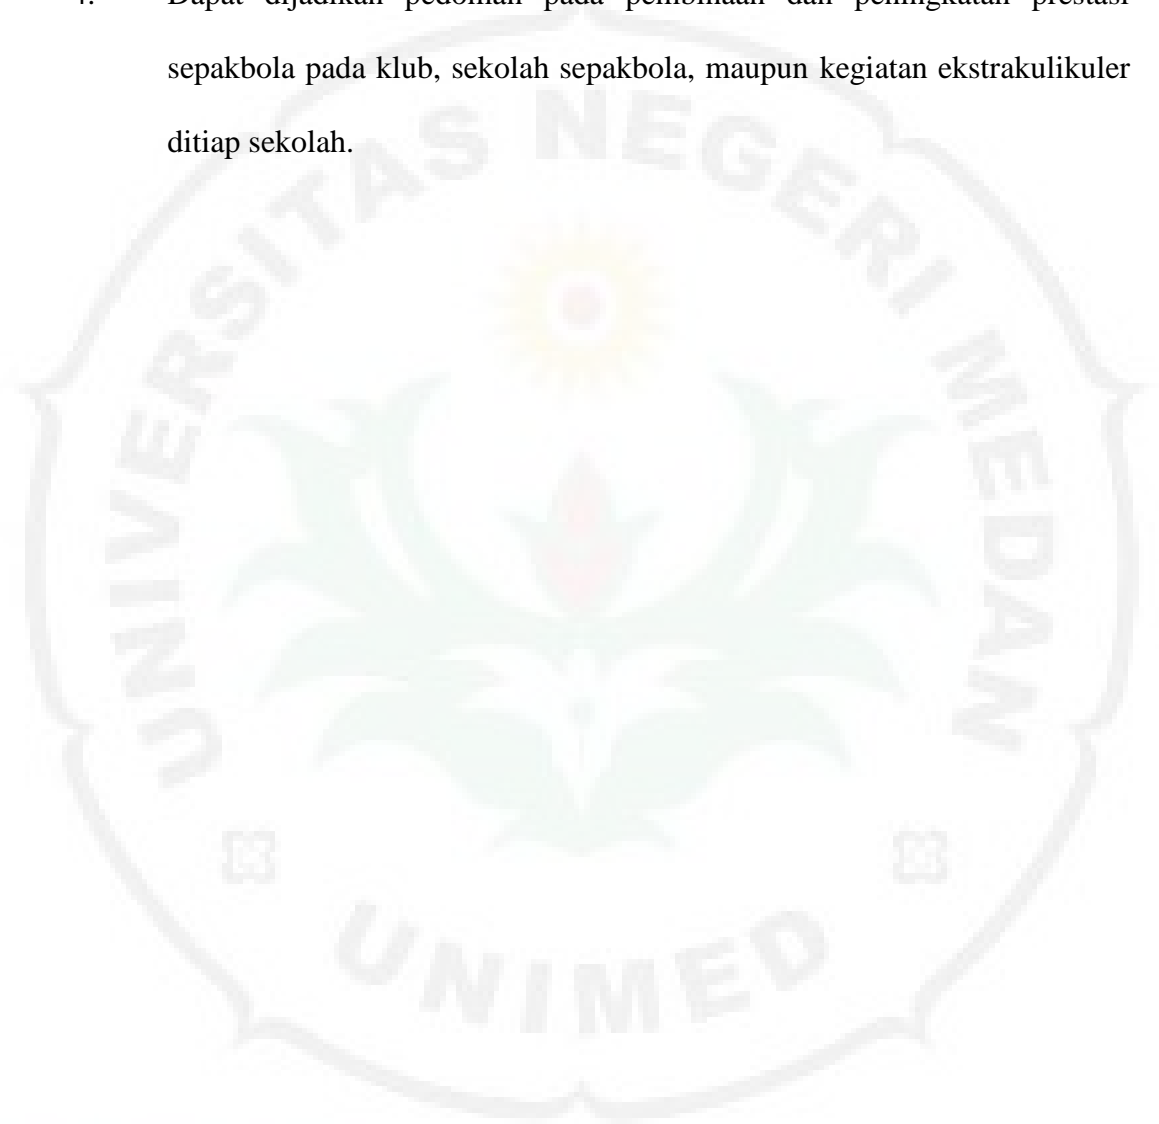 4. Dapat dijadikan pedoman pada pembinaan dan peningkatan prestasi
sepakbola pada klub, sekolah sepakbola, maupun kegiatan ekstrakulikuler
ditiap sekolah.
UNIVERSITAS NEGERI MEDAN
UNIMED